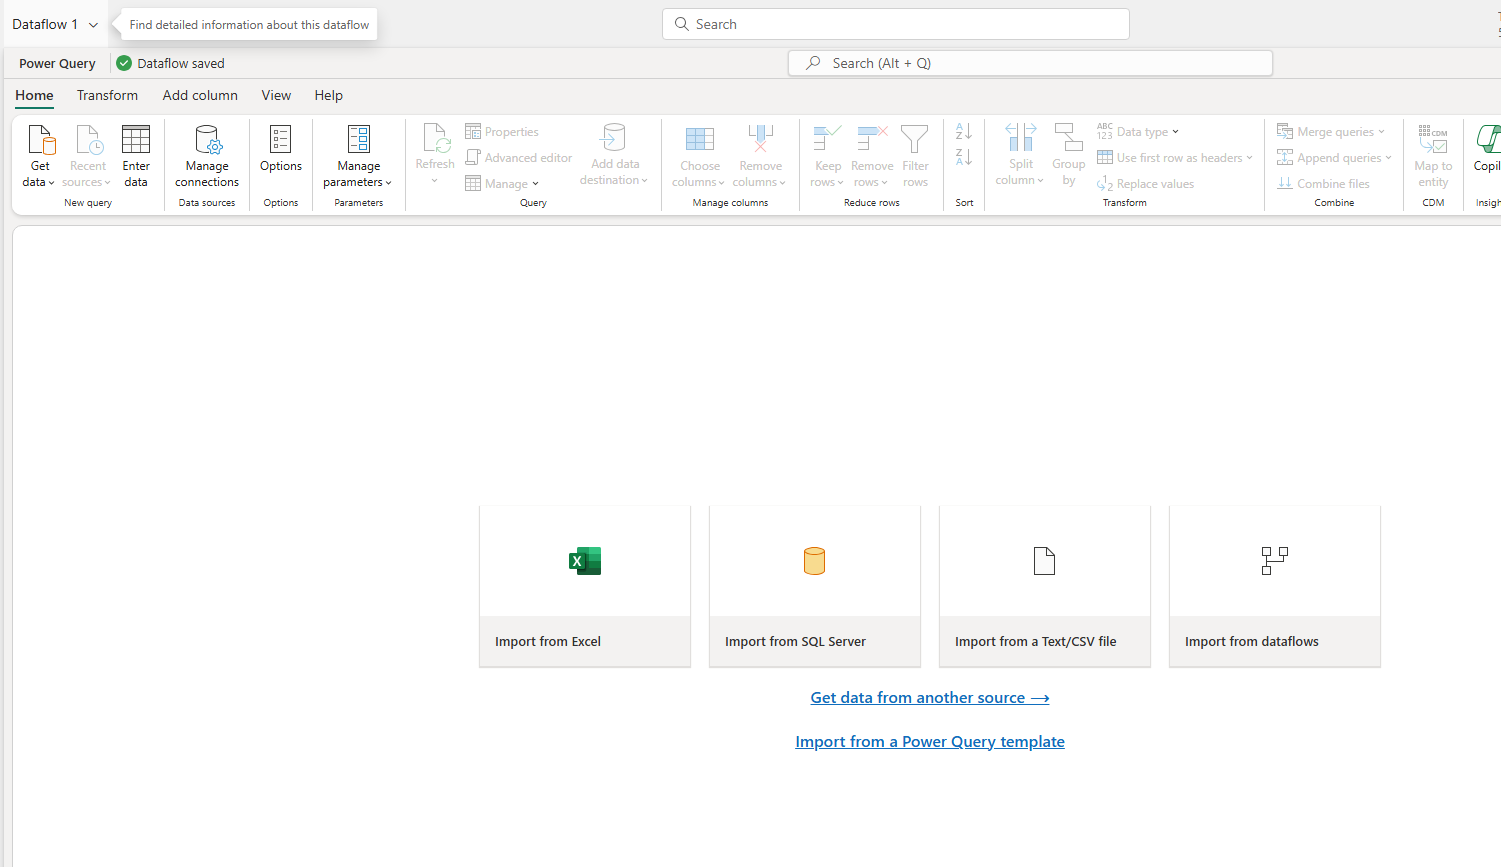 Dataflow 1
Find detailed information about this dataflow
Search
Power Query
Dataflow saved
Search (Alt + Q)
Home Transform Add column View Help
Get data
Recent sources
Enter data
New query
Manage connections
Data sources
Options
Options
Manage parameters
Parameters
Refresh
Properties
Advanced editor
Manage
Add data destination
Query
Choose columns
Remove columns
Manage columns
Keep rows
Remove rows
Filter rows
Reduce rows
A Z
Z A
Sort
Split column
Group by
ABC 123 Data type
Use first row as headers
1 2 Replace values
Transform
Merge queries
Append queries
Combine files
Combine
CDM
Map to entity
CDM
Copil
Insigh
X
Import from Excel
Import from SQL Server
Import from a Text/CSV file
Import from dataflows
Get data from another source →
Import from a Power Query template